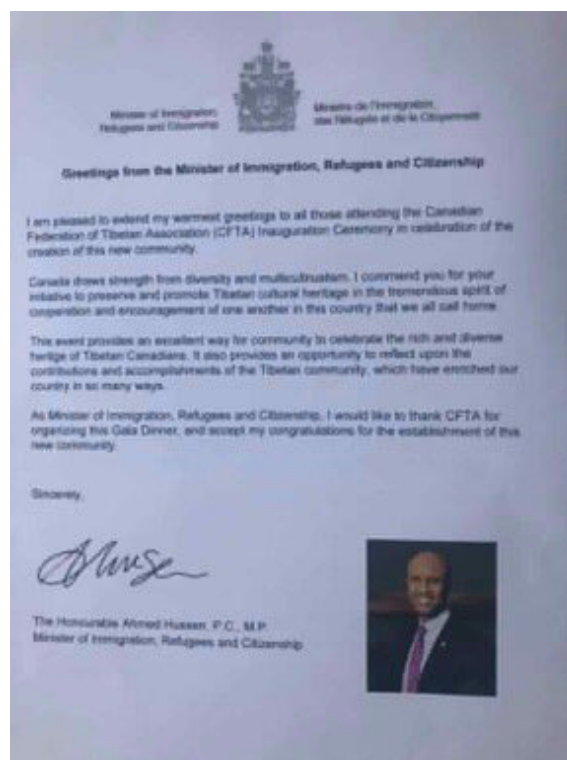 Minister of Immigration,
Refugees and Citizenship
Ministre de l'Immigration,
des Réfugiés et de la Citoyenneté
Greetings from the Minister of Immigration, Refugees and Citizenship
I am pleased to extend my warmest greetings to all those attending the Canadian
Federation of Tibetan Association (CFTA) Inauguration Ceremony in celebration of the
creation of this new community.
Canada draws strength from diversity and multiculturalism. I commend you for your
initiative to preserve and promote Tibetan cultural heritage in the tremendous spirit of
cooperation and encouragement of one another in this country that we all call home.
This event provides an excellent way for community to celebrate the rich and diverse
heritge of Tibetan Canadians. It also provides an opportunity to reflect upon the
contributions and accomplishments of the Tibetan community, which have enriched our
country in so many ways.
As Minister of Immigration, Refugees and Citizenship, I would like to thank CFTA for
organizing this Gala Dinner, and accept my congratulations for the establishment of this
new community.
Sincerely,
The Honourable Ahmed Hussen, P.C., M.P.
Minister of Immigration, Refugees and Citizenship